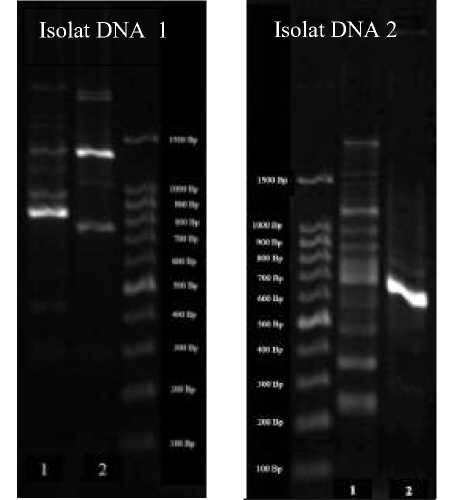 Isolat DNA 1
1500 Bp
1000 Bp
900 Bp
800 Bp
700 Bp
600 Bp
500 Bp
400 Bp
300 Bp
200 Bp
100 Bp
1 2
Isolat DNA 2
1500 Bp
1000 Bp
900 Bp
800 Bp
700 Bp
600 Bp
500 Bp
400 Bp
300 Bp
200 Bp
100 Bp
1 2